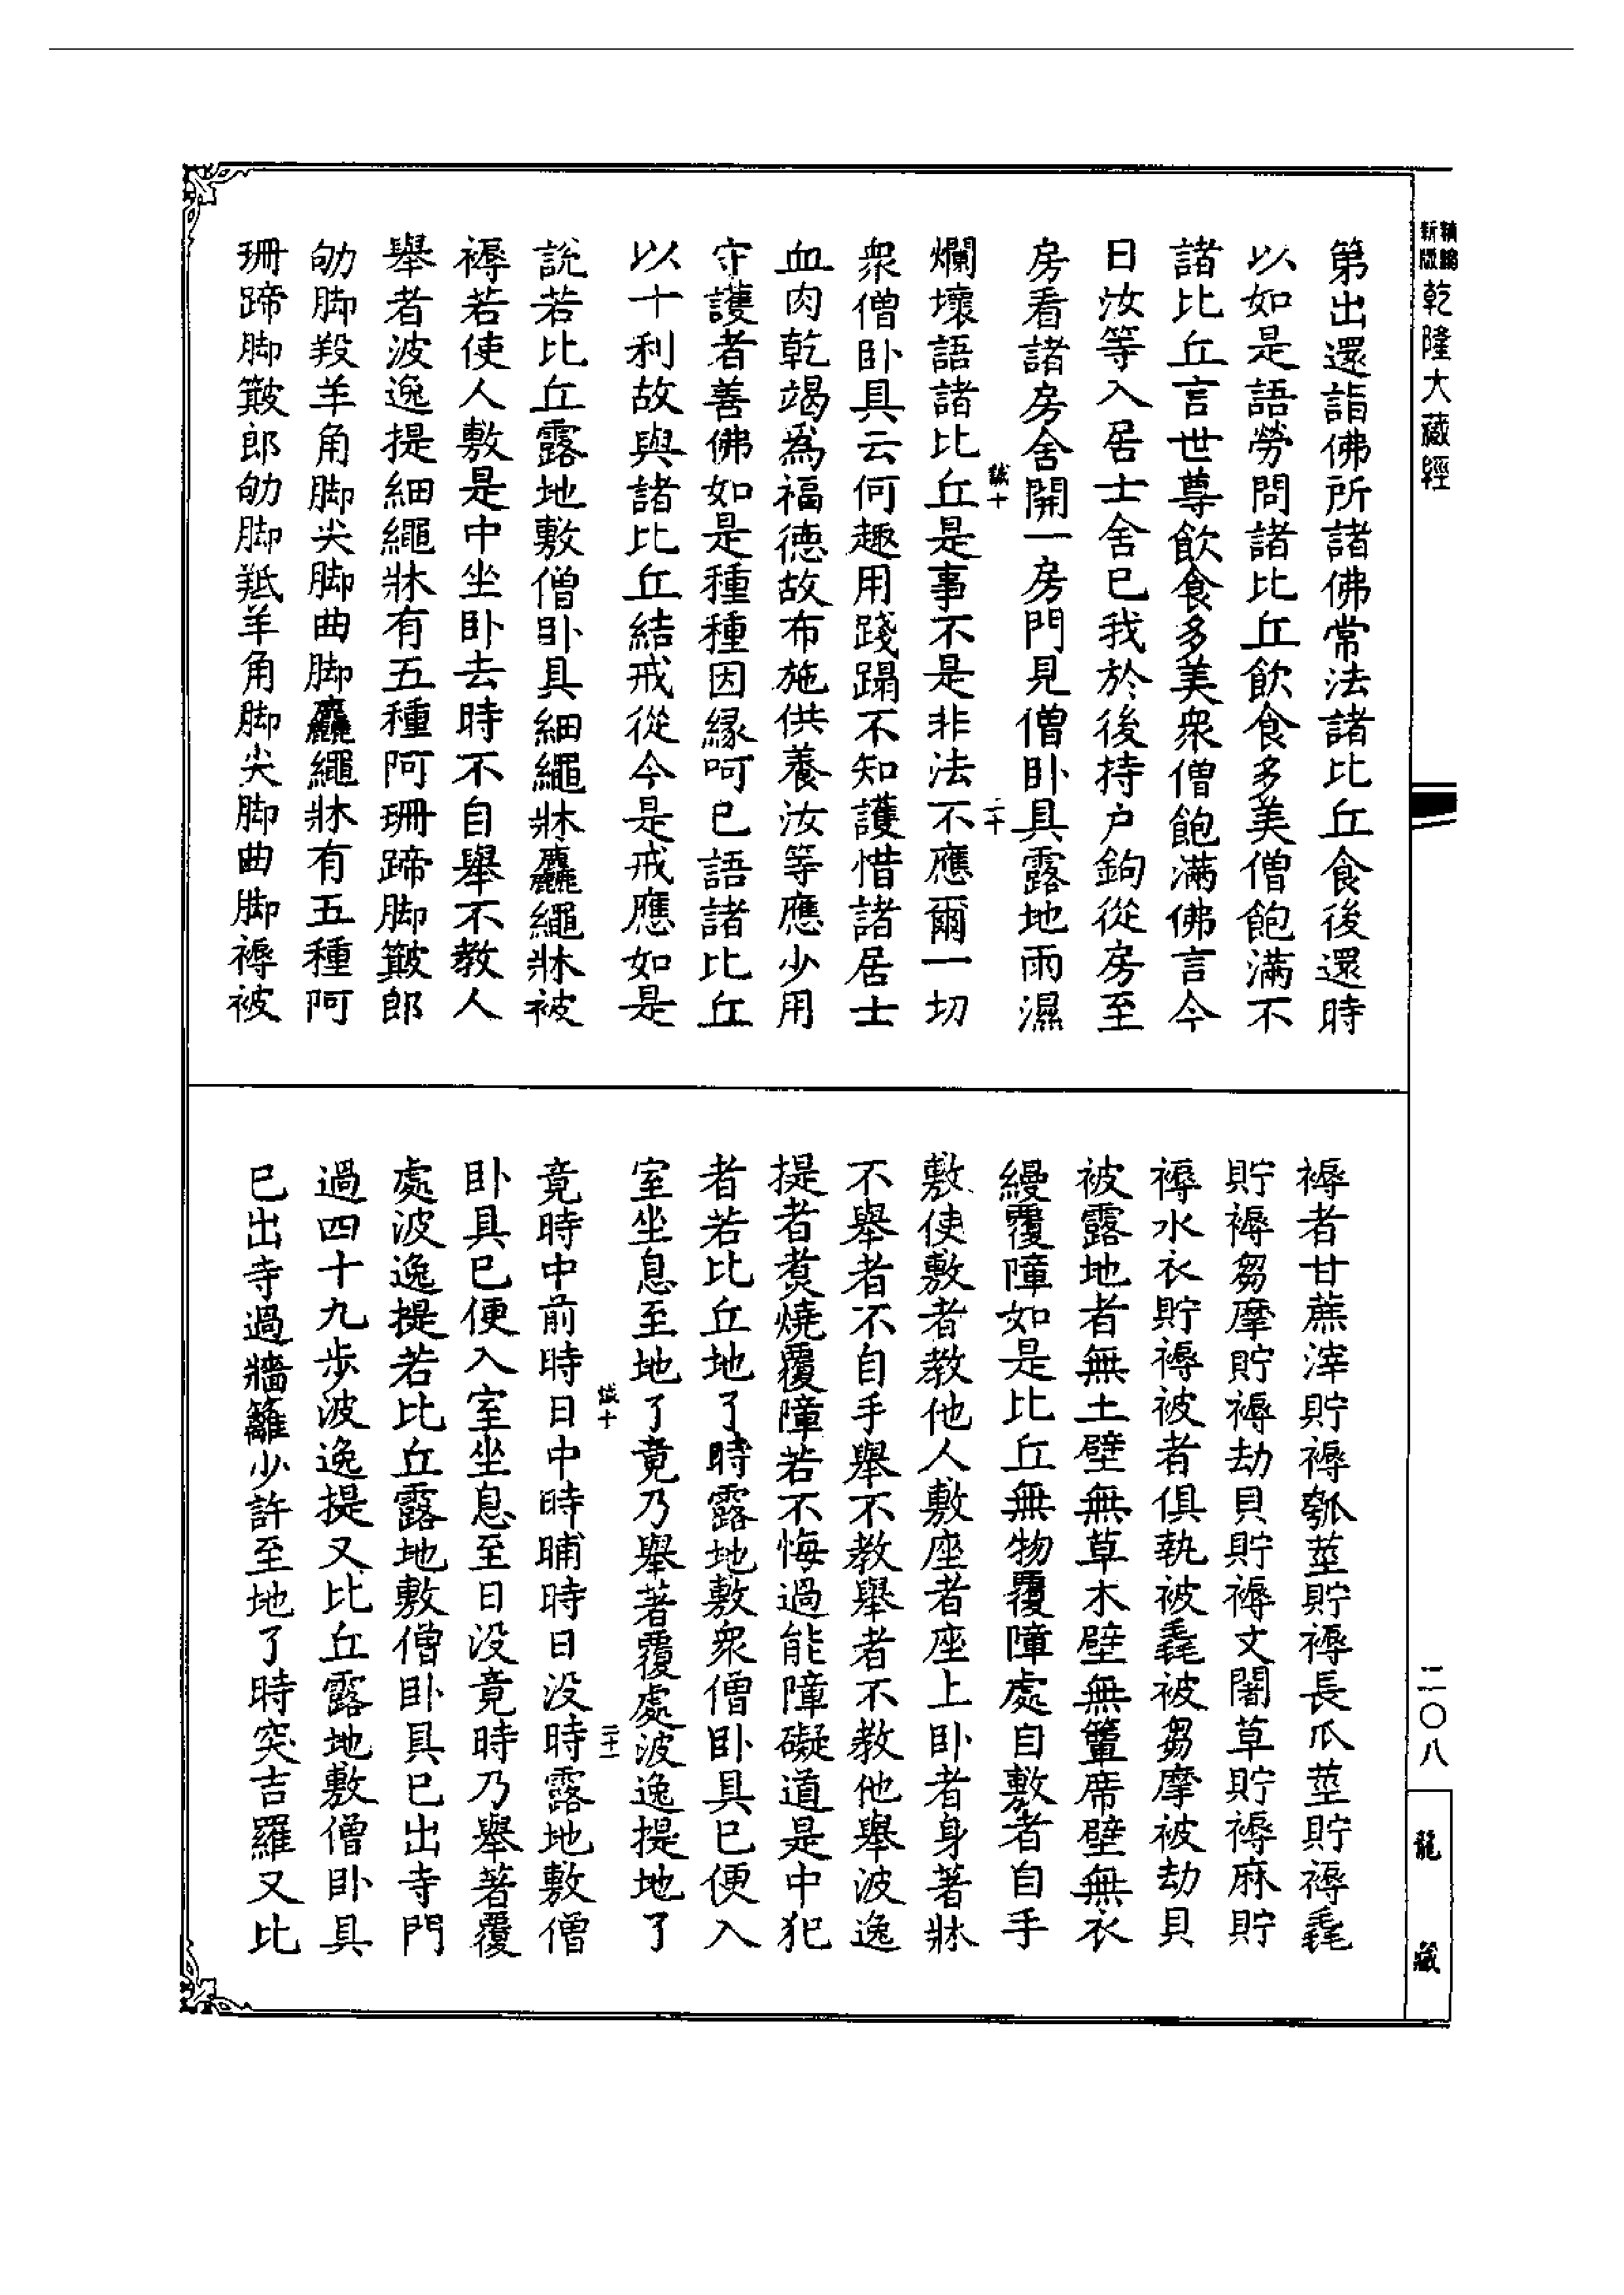 新編縮版
乾隆大藏經
第出還詣佛所諸佛常法諸比丘食後還時
以如是語勞問諸比丘飲食多美僧飽滿不
諸比丘言世尊飲食多美衆僧飽滿佛言今
日汝等入居士舍已我於後持户鉤從房至
房看諸房舍開一房門見僧卧具露地雨濕
誠十
二十
爛壞語諸比丘是事不是非法不應爾一切
衆僧卧具云何趣用踐蹋不知護惜諸居士
血肉乾竭爲福德故布施供養汝等應少用
守護者善佛如是種種因緣呵已語諸比丘
以十利故與諸比丘結戒從今是戒應如是
說若比丘露地敷僧卧具細繩牀麤繩牀被
褥若使人敷是中坐卧去時不自舉不教人
舉者波逸提細繩牀有五種阿珊蹄脚簸郎
劬脚羖羊角脚尖脚曲脚麤繩牀有五種阿
珊蹄脚簸郎劬脚羝羊角脚尖脚曲脚褥被
褥者甘蔗滓貯褥瓠莖貯褥長爪莖貯褥毳
貯褥芻摩貯褥劫貝貯褥文闍草貯褥麻貯
褥水衣貯褥被者俱執被毳被芻摩被劫貝
被露地者無土壁無草木壁無簟席壁無衣
縵覆障如是比丘無物覆障處自敷者自手
敷使敷者教他人敷座者座上卧者身著牀
不舉者不自手舉不教舉者不教他舉波逸
提者煑燒覆障若不悔過能障礙道是中犯
者若比丘地了時露地敷衆僧卧具已便入
室坐息至地了竟乃舉著覆處波逸提地了
誠十
二十一
竟時中前時日中時晡時日没時露地敷僧
卧具已便入室坐息至日没竟時乃舉著覆
處波逸提若比丘露地敷僧卧具已出寺門
過四十九步波逸提又比丘露地敷僧卧具
已出寺過牆籬少許至地了時突吉羅又比
二〇八
龍藏